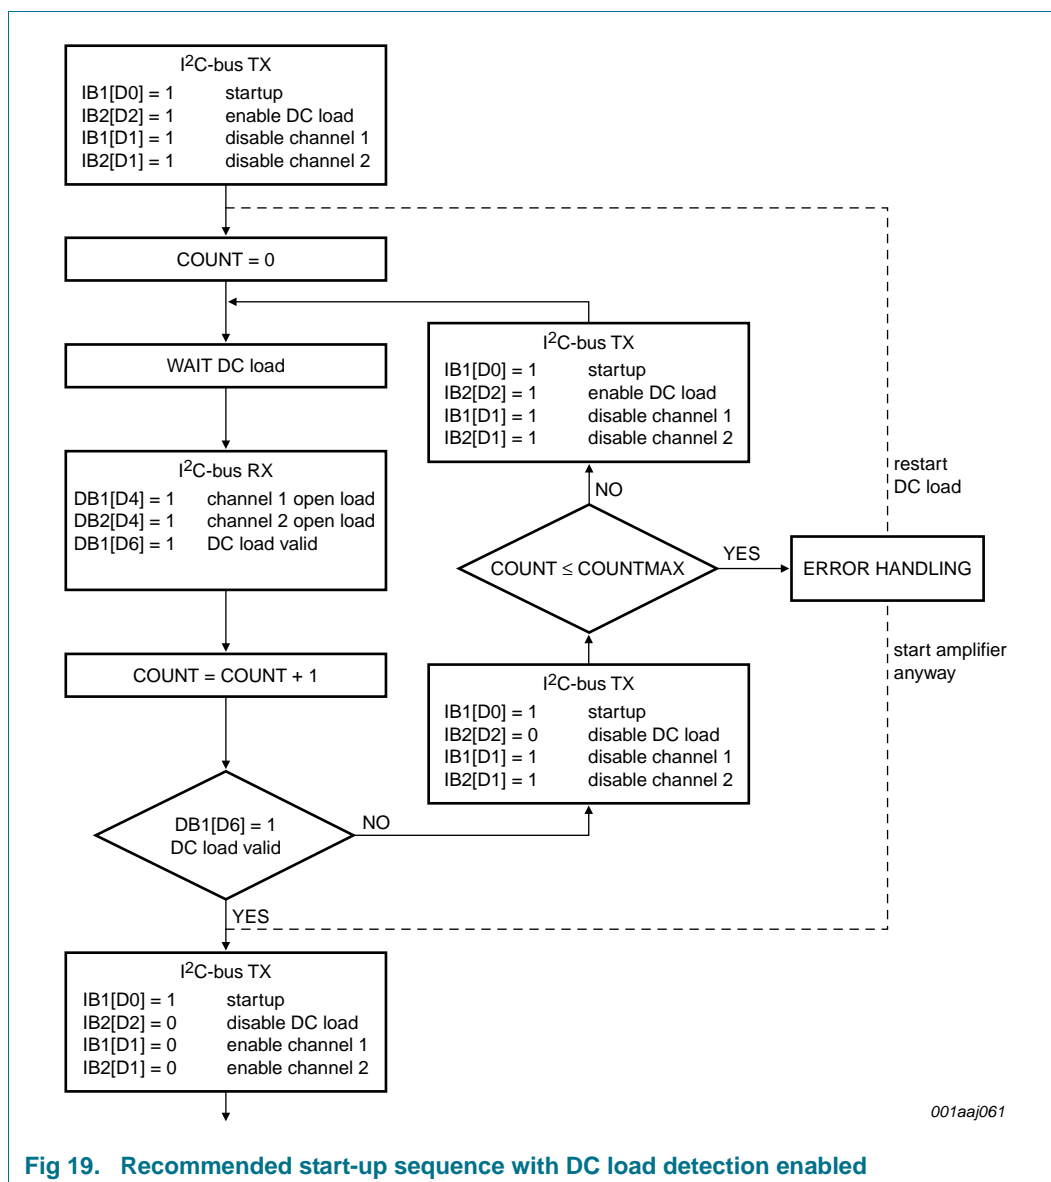 I²C-bus TX
IB1[D0] = 1 startup
IB2[D2] = 1 enable DC load
IB1[D1] = 1 disable channel 1
IB2[D1] = 1 disable channel 2
COUNT = 0
WAIT DC load
I²C-bus RX
DB1[D4] = 1 channel 1 open load
DB2[D4] = 1 channel 2 open load
DB1[D6] = 1 DC load valid
COUNT = COUNT + 1
DB1[D6] = 1
DC load valid
NO
YES
I²C-bus TX
IB1[D0] = 1 startup
IB2[D2] = 0 disable DC load
IB1[D1] = 1 disable channel 1
IB2[D1] = 1 disable channel 2
COUNT ≤ COUNTMAX
NO
YES
I²C-bus TX
IB1[D0] = 1 startup
IB2[D2] = 1 enable DC load
IB1[D1] = 1 disable channel 1
IB2[D1] = 1 disable channel 2
ERROR HANDLING
restart
DC load
start amplifier
anyway
I²C-bus TX
IB1[D0] = 1 startup
IB2[D2] = 0 disable DC load
IB1[D1] = 0 enable channel 1
IB2[D1] = 0 enable channel 2
001aaj061
Fig 19. Recommended start-up sequence with DC load detection enabled